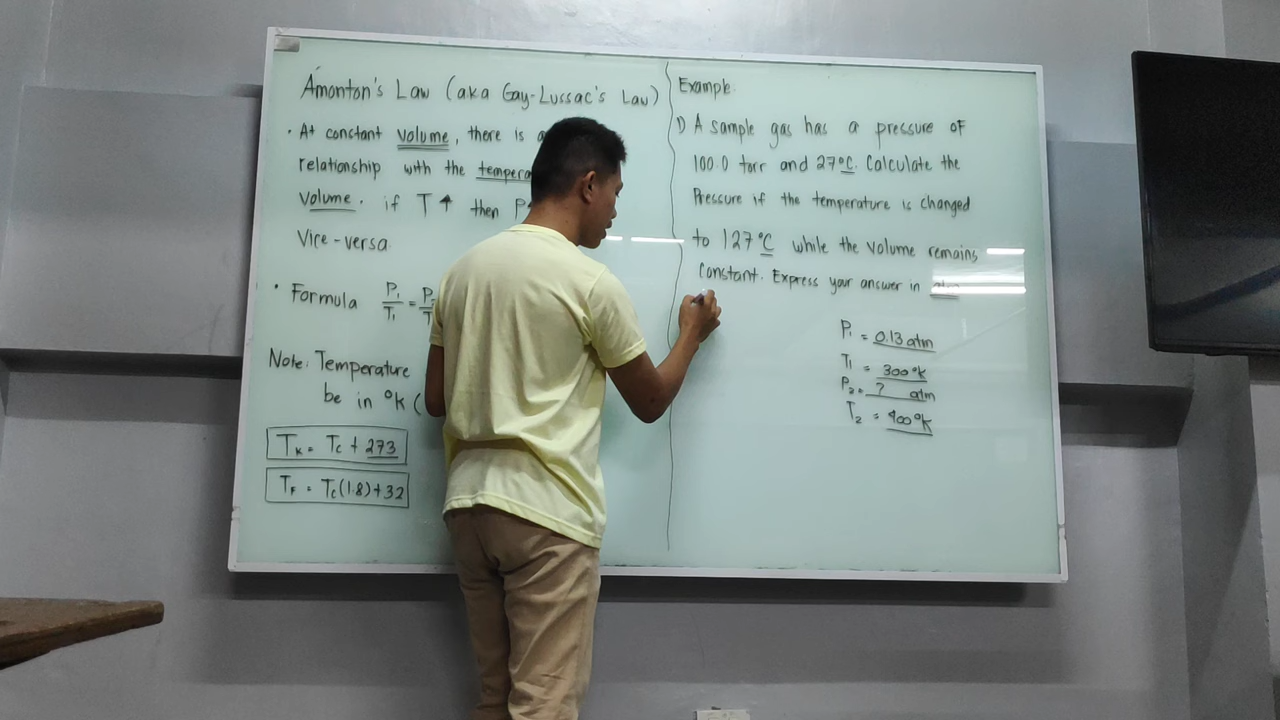 Amonton's Law (aka Gay-Lussac's Law)
• At constant volume, there is a
relationship with the tempera
Volume. if T ↑ then P
Vice-versa
• Formula P₁/T₁ = P
Note: Temperature
be in °k (
Tк = Tc + 273
TF = Tc(1.8)+32
Example:
1) A sample gas has a pressure of
100.0 torr and 27°C. Calculate the
Pressure if the temperature is changed
to 127°C while the volume remains
Constant. Express your answer in
P₁ = 0.13 atm
T₁ = 300°k
P₂ = ? atm
T₂ = 400°k